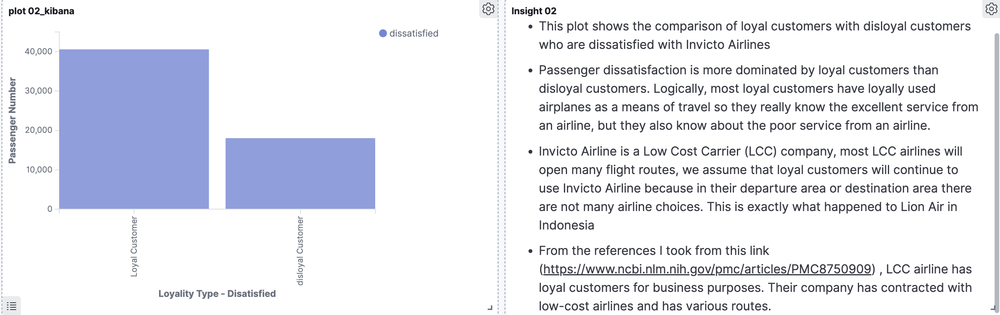 plot 02_kibana
dissatisfied
40,000
30,000
20,000
10,000
0
Passenger Number
Loyal Customer
disloyal Customer
Loyality Type - Disatisfied
Insight 02
• This plot shows the comparison of loyal customers with disloyal customers
who are dissatisfied with Invicto Airlines
• Passenger dissatisfaction is more dominated by loyal customers than
disloyal customers. Logically, most loyal customers have loyally used
airplanes as a means of travel so they really know the excellent service from
an airline, but they also know about the poor service from an airline.
• Invicto Airline is a Low Cost Carrier (LCC) company, most LCC airlines will
open many flight routes, we assume that loyal customers will continue to
use Invicto Airline because in their departure area or destination area there
are not many airline choices. This is exactly what happened to Lion Air in
Indonesia
• From the references I took from this link
(https://www.ncbi.nlm.nih.gov/pmc/articles/PMC8750909) , LCC airline has
loyal customers for business purposes. Their company has contracted with
low-cost airlines and has various routes.